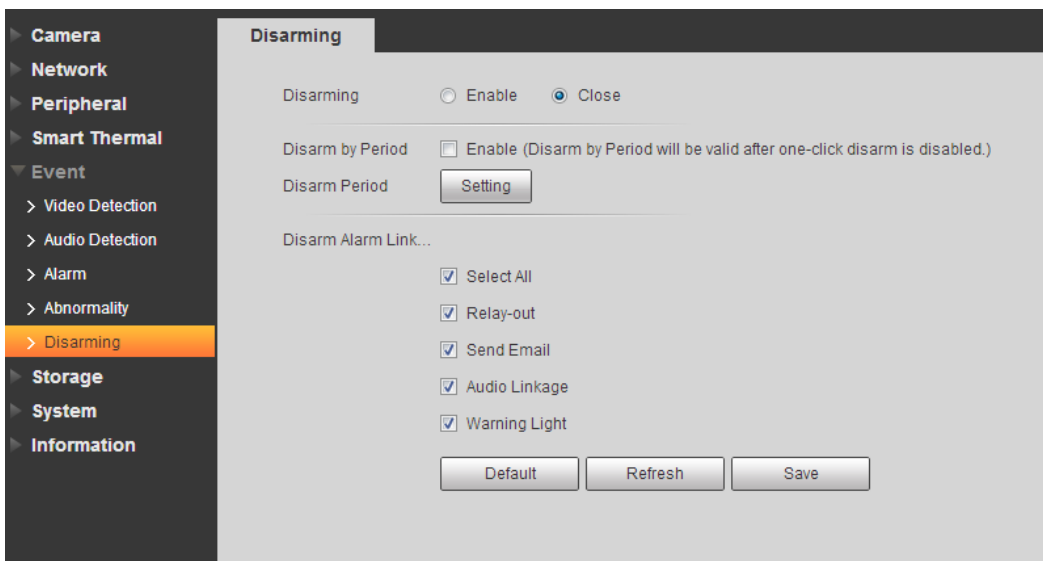 Camera
Network
Peripheral
Smart Thermal
Event
Video Detection
Audio Detection
Alarm
Abnormality
Disarming
Storage
System
Information
Disarming
Disarming Enable Close
Disarm by Period Enable (Disarm by Period will be valid after one-click disarm is disabled.)
Disarm Period Setting
Disarm Alarm Link...
Select All
Relay-out
Send Email
Audio Linkage
Warning Light
Default Refresh Save